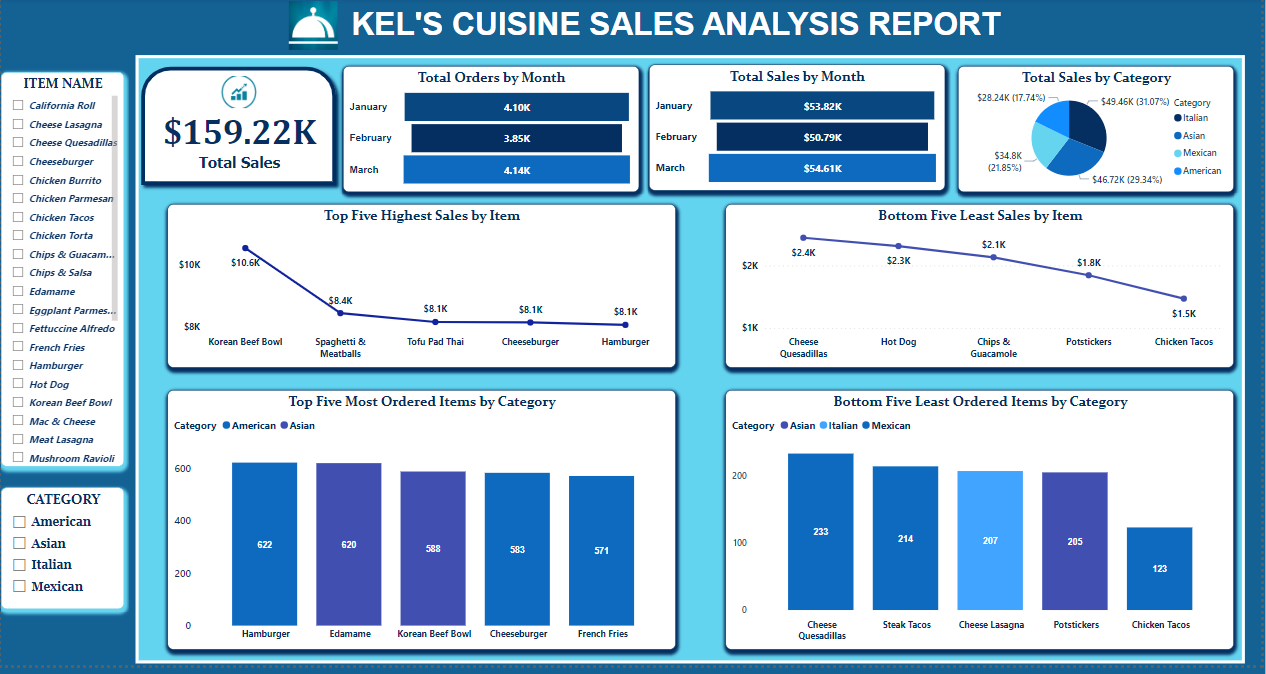 KEL'S CUISINE SALES ANALYSIS REPORT
ITEM NAME
California Roll
Cheese Lasagna
Cheese Quesadillas
Cheeseburger
Chicken Burrito
Chicken Parmesan
Chicken Tacos
Chicken Torta
Chips & Guacam...
Chips & Salsa
Edamame
Eggplant Parmes...
Fettuccine Alfredo
French Fries
Hamburger
Hot Dog
Korean Beef Bowl
Mac & Cheese
Meat Lasagna
Mushroom Ravioli
CATEGORY
American
Asian
Italian
Mexican
$159.22K
Total Sales
Total Orders by Month
January 4.10K
February 3.85K
March 4.14K
Total Sales by Month
January $53.82K
February $50.79K
March $54.61K
Total Sales by Category
$28.24K (17.74%)
$49.46K (31.07%)
$34.8K
(21.85%)
$46.72K (29.34%)
Category
Italian
Asian
Mexican
American
Top Five Highest Sales by Item
$10K
$8K
$10.6K
$8.4K
$8.1K
$8.1K
$8.1K
Korean Beef Bowl
Spaghetti &
Meatballs
Tofu Pad Thai
Cheeseburger
Hamburger
Bottom Five Least Sales by Item
$2K
$1K
$2.4K
$2.3K
$2.1K
$1.8K
$1.5K
Cheese
Quesadillas
Hot Dog
Chips &
Guacamole
Potstickers
Chicken Tacos
Top Five Most Ordered Items by Category
Category American Asian
600
400
200
0
622
620
588
583
571
Hamburger
Edamame
Korean Beef Bowl
Cheeseburger
French Fries
Bottom Five Least Ordered Items by Category
Category Asian Italian Mexican
200
100
0
233
214
207
205
123
Cheese
Quesadillas
Steak Tacos
Cheese Lasagna
Potstickers
Chicken Tacos